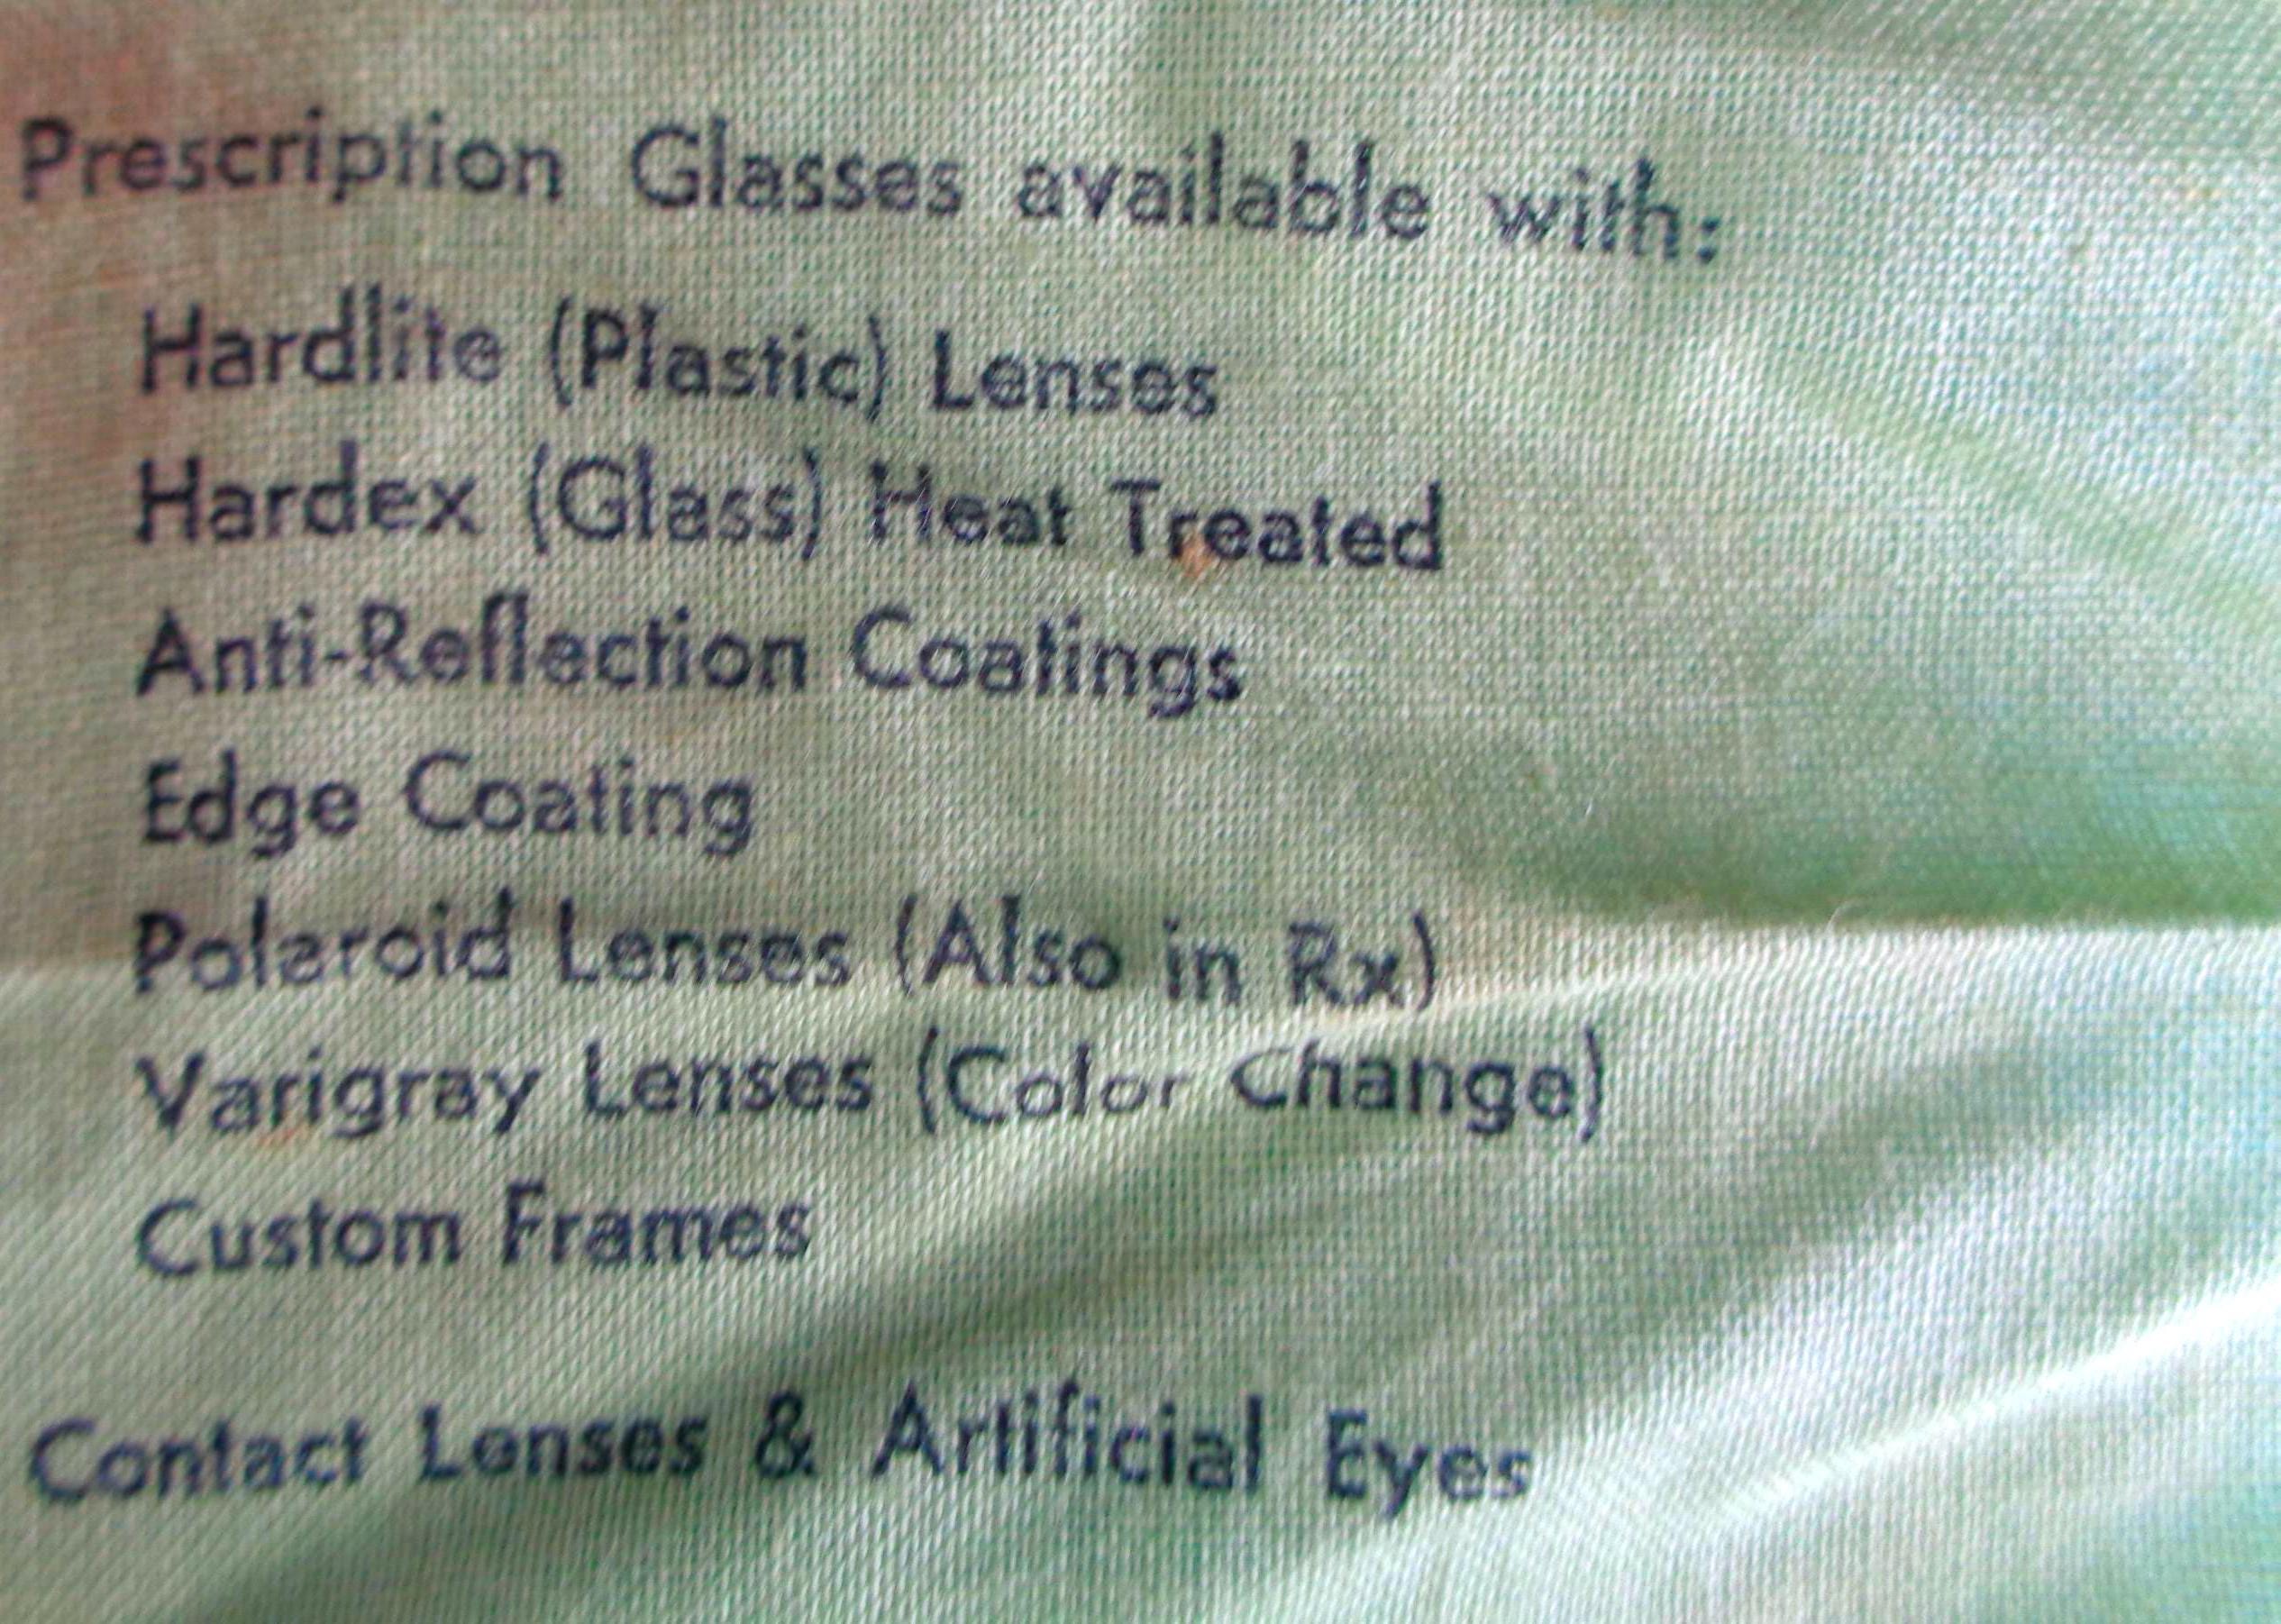 Prescription Glasses available with:
Hardlite (Plastic) Lenses
Hardex (Glass) Heat Treated
Anti-Reflection Coatings
Edge Coating
Polaroid Lenses (Also in Rx)
Varigray Lenses (Color Change)
Custom Frames
Contact Lenses & Artificial Eyes